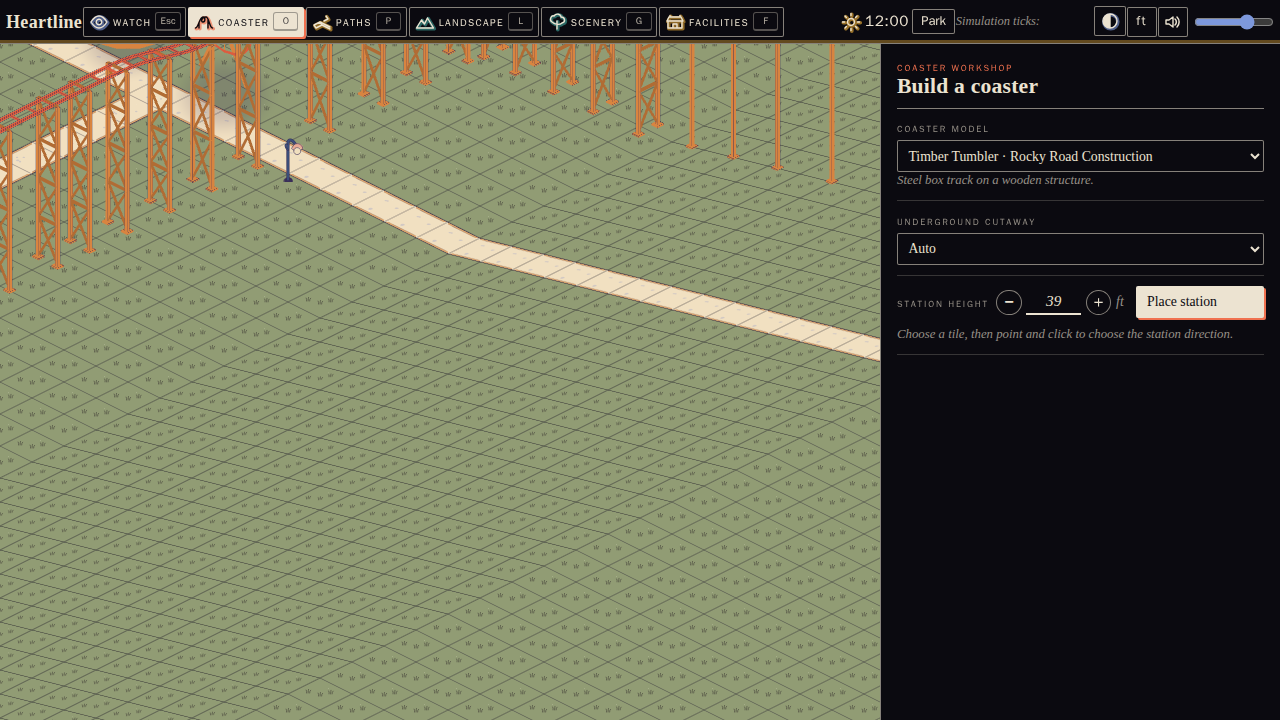 Heartline
WATCH Esc
COASTER O
PATHS P
LANDSCAPE L
SCENERY G
FACILITIES F
12:00
Park
Simulation ticks:
ft
COASTER WORKSHOP
Build a coaster
COASTER MODEL
Timber Tumbler · Rocky Road Construction
Steel box track on a wooden structure.
UNDERGROUND CUTAWAY
Auto
STATION HEIGHT − 39 + ft Place station
Choose a tile, then point and click to choose the station direction.